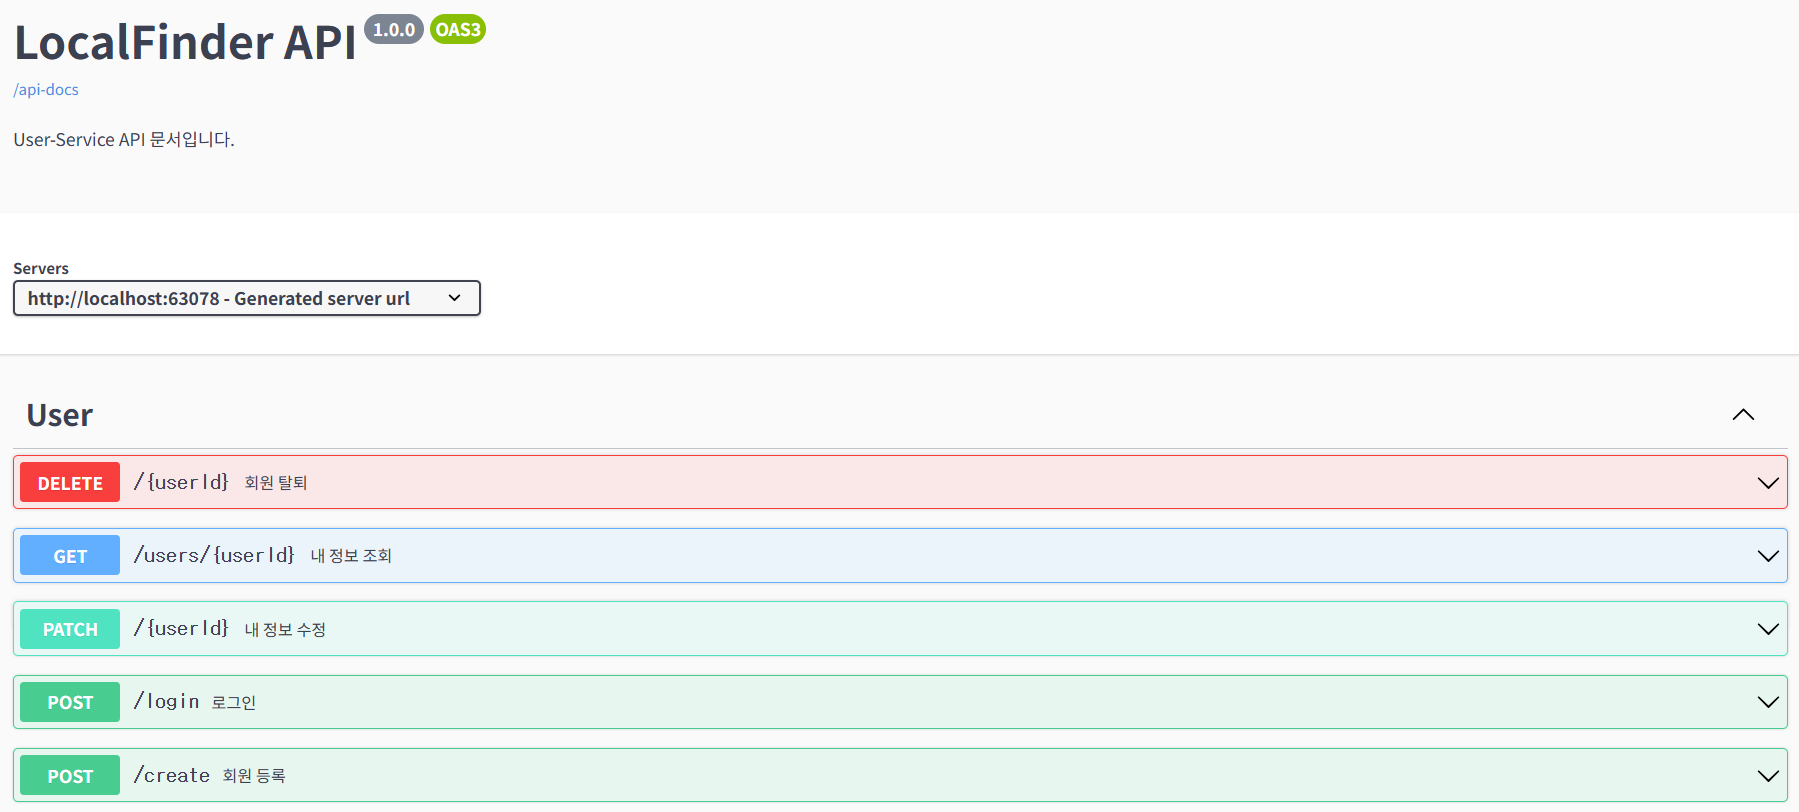 LocalFinder API 1.0.0 OAS3
/api-docs
User-Service API 문서입니다.
Servers
http://localhost:63078 - Generated server url
User
DELETE /{userId} 회원 탈퇴
GET /users/{userId} 내 정보 조회
PATCH /{userId} 내 정보 수정
POST /login 로그인
POST /create 회원 등록